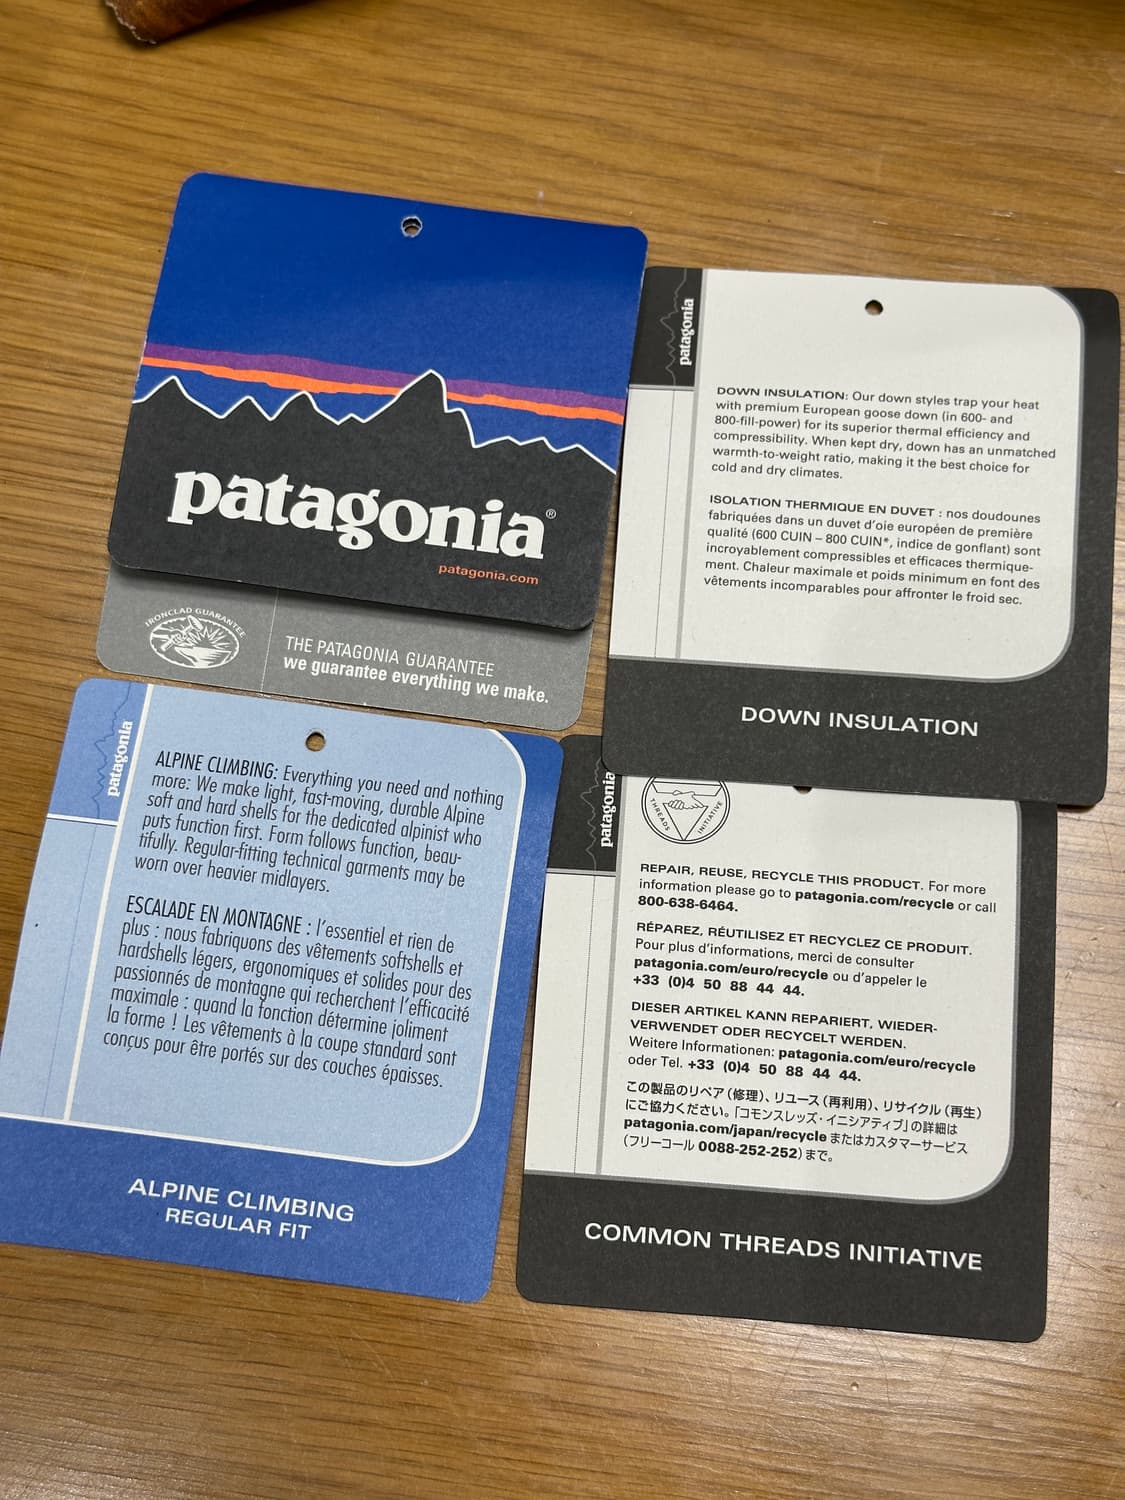 patagonia®
patagonia.com
IRONCLAD GUARANTEE
THE PATAGONIA GUARANTEE
we guarantee everything we make.
patagonia
DOWN INSULATION: Our down styles trap your heat
with premium European goose down (in 600- and
800-fill-power) for its superior thermal efficiency and
compressibility. When kept dry, down has an unmatched
warmth-to-weight ratio, making it the best choice for
cold and dry climates.
ISOLATION THERMIQUE EN DUVET : nos doudounes
fabriquées dans un duvet d'oie européen de première
qualité (600 CUIN – 800 CUIN*, indice de gonflant) sont
incroyablement compressibles et efficaces thermique-
ment. Chaleur maximale et poids minimum en font des
vêtements incomparables pour affronter le froid sec.
DOWN INSULATION
patagonia
ALPINE CLIMBING: Everything you need and nothing
more: We make light, fast-moving, durable Alpine
soft and hard shells for the dedicated alpinist who
puts function first. Form follows function, beau-
tifully. Regular-fitting technical garments may be
worn over heavier midlayers.
ESCALADE EN MONTAGNE : l'essentiel et rien de
plus : nous fabriquons des vêtements softshells et
hardshells légers, ergonomiques et solides pour des
passionnés de montagne qui recherchent l'efficacité
maximale : quand la fonction détermine joliment
la forme ! Les vêtements à la coupe standard sont
conçus pour être portés sur des couches épaisses.
ALPINE CLIMBING
REGULAR FIT
patagonia
THREADS INITIATIVE
REPAIR, REUSE, RECYCLE THIS PRODUCT. For more
information please go to patagonia.com/recycle or call
800-638-6464.
RÉPAREZ, RÉUTILISEZ ET RECYCLEZ CE PRODUIT.
Pour plus d'informations, merci de consulter
patagonia.com/euro/recycle ou d'appeler le
+33 (0)4 50 88 44 44.
DIESER ARTIKEL KANN REPARIERT, WIEDER-
VERWENDET ODER RECYCELT WERDEN.
Weitere Informationen: patagonia.com/euro/recycle
oder Tel. +33 (0)4 50 88 44 44.
この製品のリペア（修理）、リユース（再利用）、リサイクル（再生）
にご協力ください。「コモンスレッズ・イニシアティブ」の詳細は
patagonia.com/japan/recycle またはカスタマーサービス
（フリーコール 0088-252-252）まで。
COMMON THREADS INITIATIVE